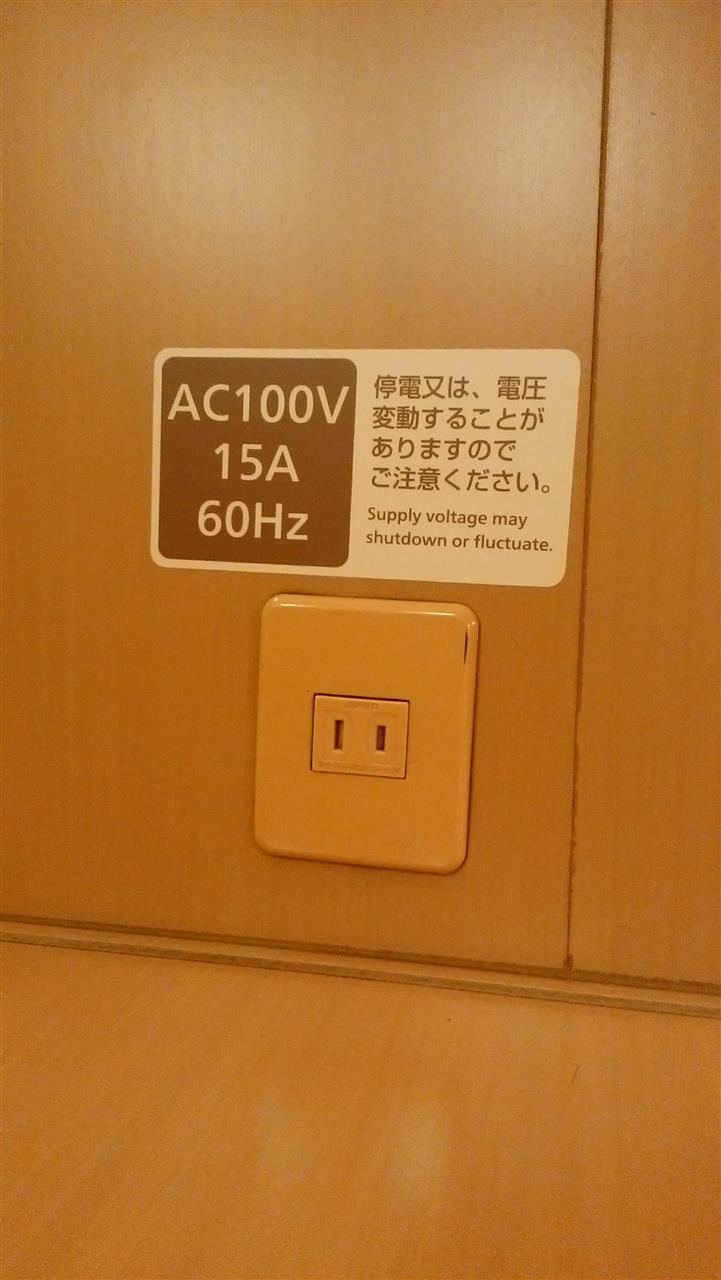 AC100V
15A
60Hz
停電又は、電圧
変動することが
ありますので
ご注意ください。
Supply voltage may
shutdown or fluctuate.